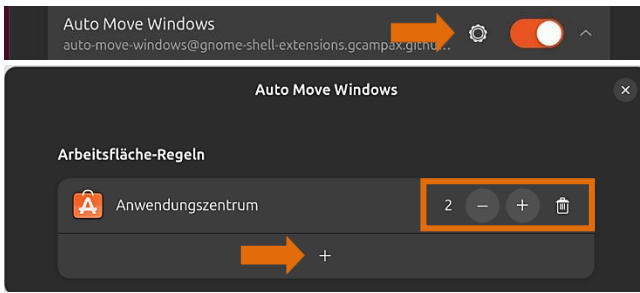 Auto Move Windows
auto-move-windows@gnome-shell-extensions.gcampax.githu...
Auto Move Windows
Arbeitsfläche-Regeln
Anwendungszentrum 2 − +
+